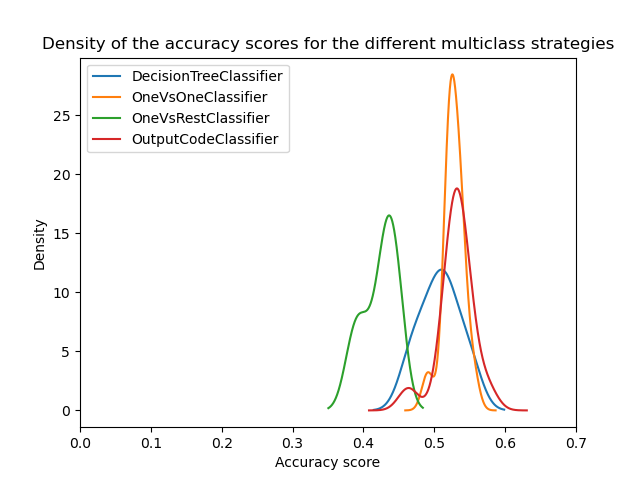 Density of the accuracy scores for the different multiclass strategies
DecisionTreeClassifier
OneVsOneClassifier
OneVsRestClassifier
OutputCodeClassifier
Density
25
20
15
10
5
0
0.0 0.1 0.2 0.3 0.4 0.5 0.6 0.7
Accuracy score